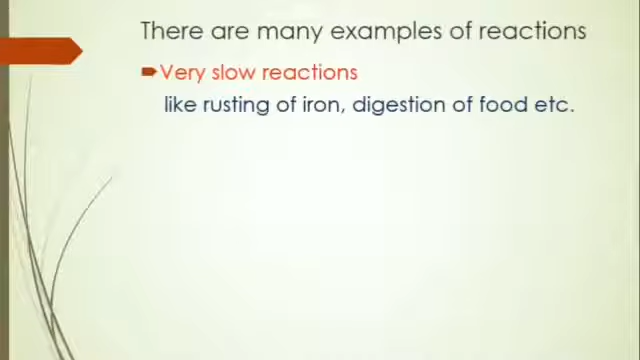 There are many examples of reactions
Very slow reactions
like rusting of iron, digestion of food etc.